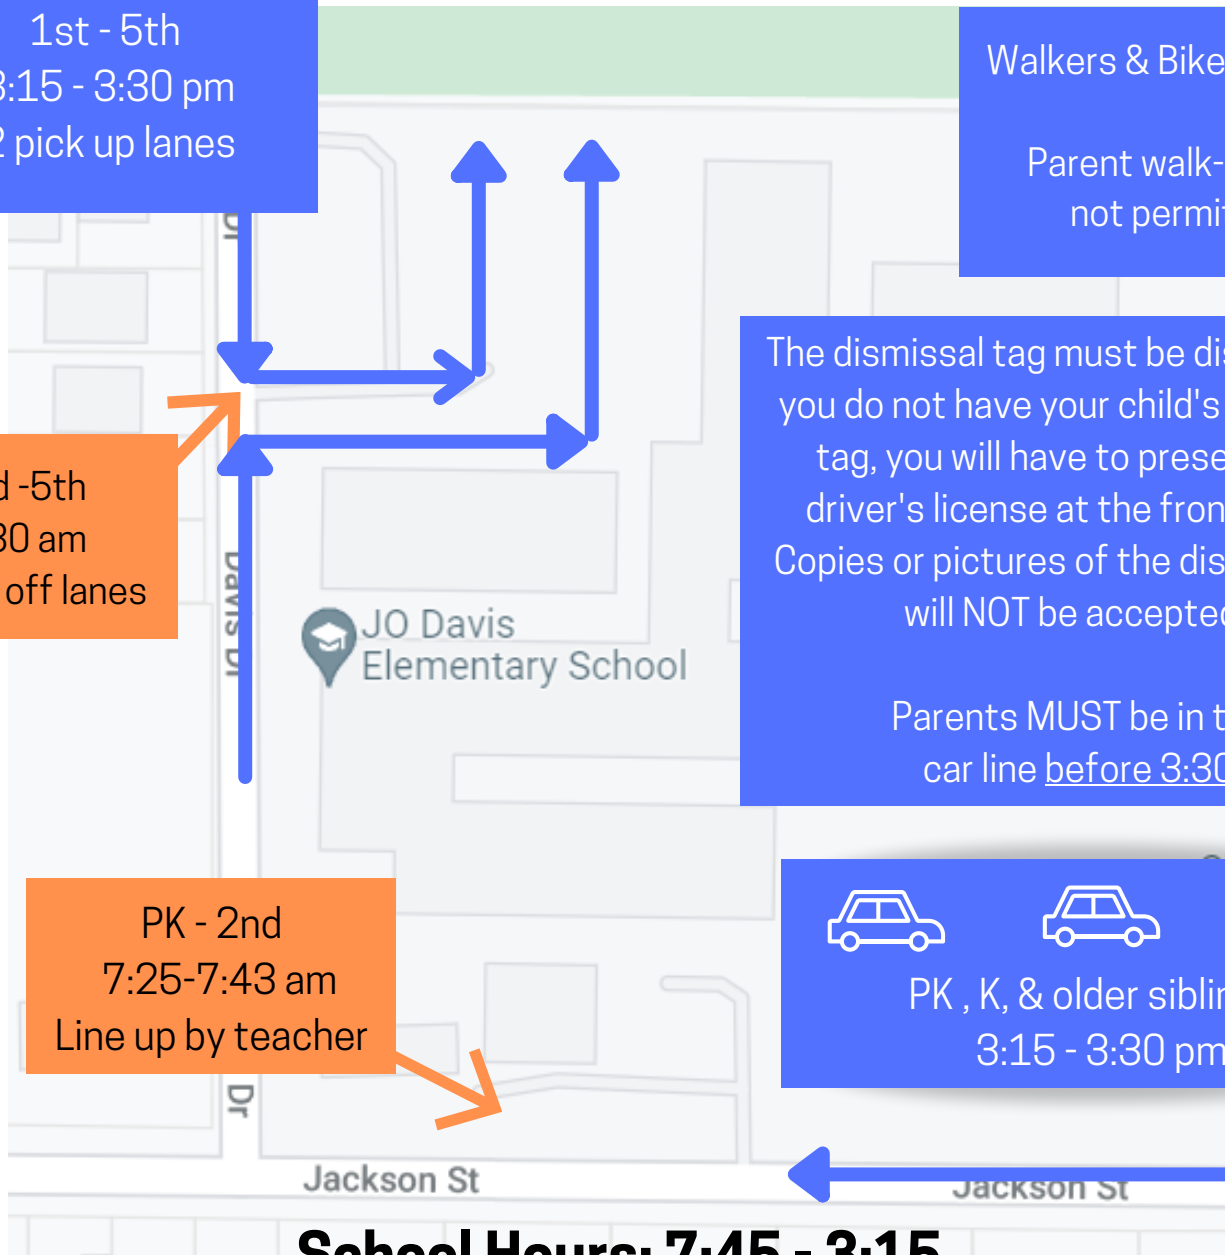 1st - 5th
3:15 - 3:30 pm
2 pick up lanes
Walkers & Bike
Parent walk-
not permit
Dr
The dismissal tag must be dis
you do not have your child's
tag, you will have to prese
driver's license at the fron
Copies or pictures of the dis
will NOT be accepted
Parents MUST be in t
car line before 3:30
-5th
30 am
off lanes
Davis Dr
JO Davis
Elementary School
PK - 2nd
7:25-7:43 am
Line up by teacher
PK , K, & older siblin
3:15 - 3:30 pm
Dr
Jackson St
Jackson St
School Hours: 7:45 - 3:15